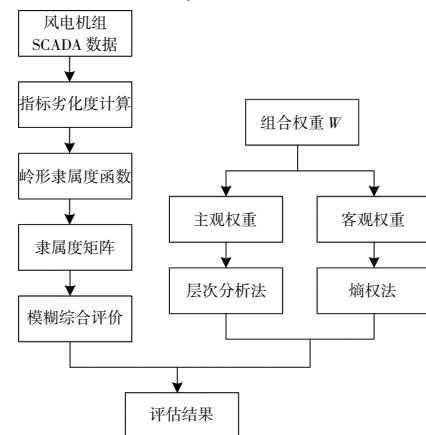 风电机组
SCADA 数据
指标劣化度计算
岭形隶属度函数
隶属度矩阵
模糊综合评价
组合权重 W
主观权重
客观权重
层次分析法
熵权法
评估结果